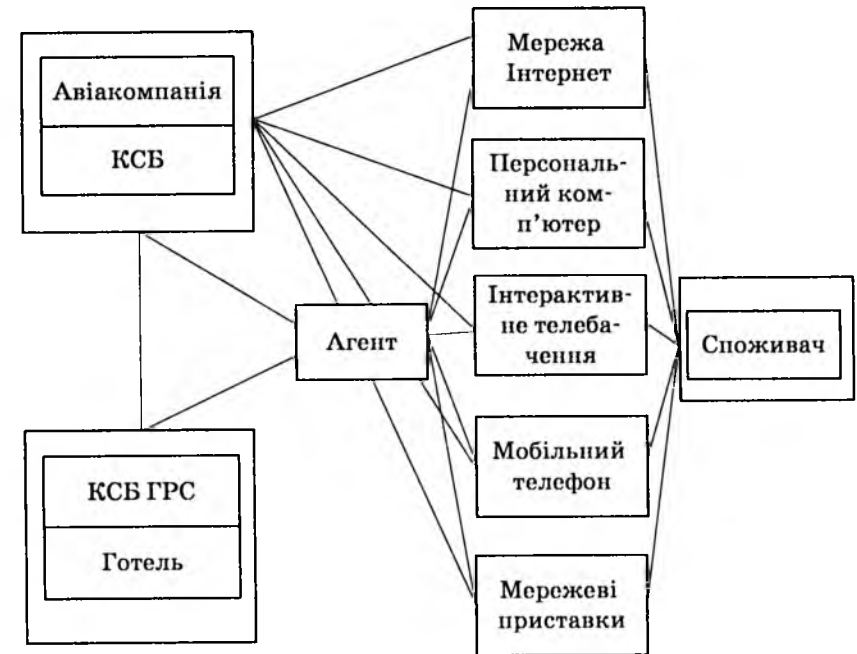 Авіакомпанія
КСБ
КСБ ГРС
Готель
Агент
Мережа
Інтернет
Персональ-
ний ком-
п’ютер
Інтерактив-
не телеба-
чення
Мобільний
телефон
Мережеві
приставки
Споживач